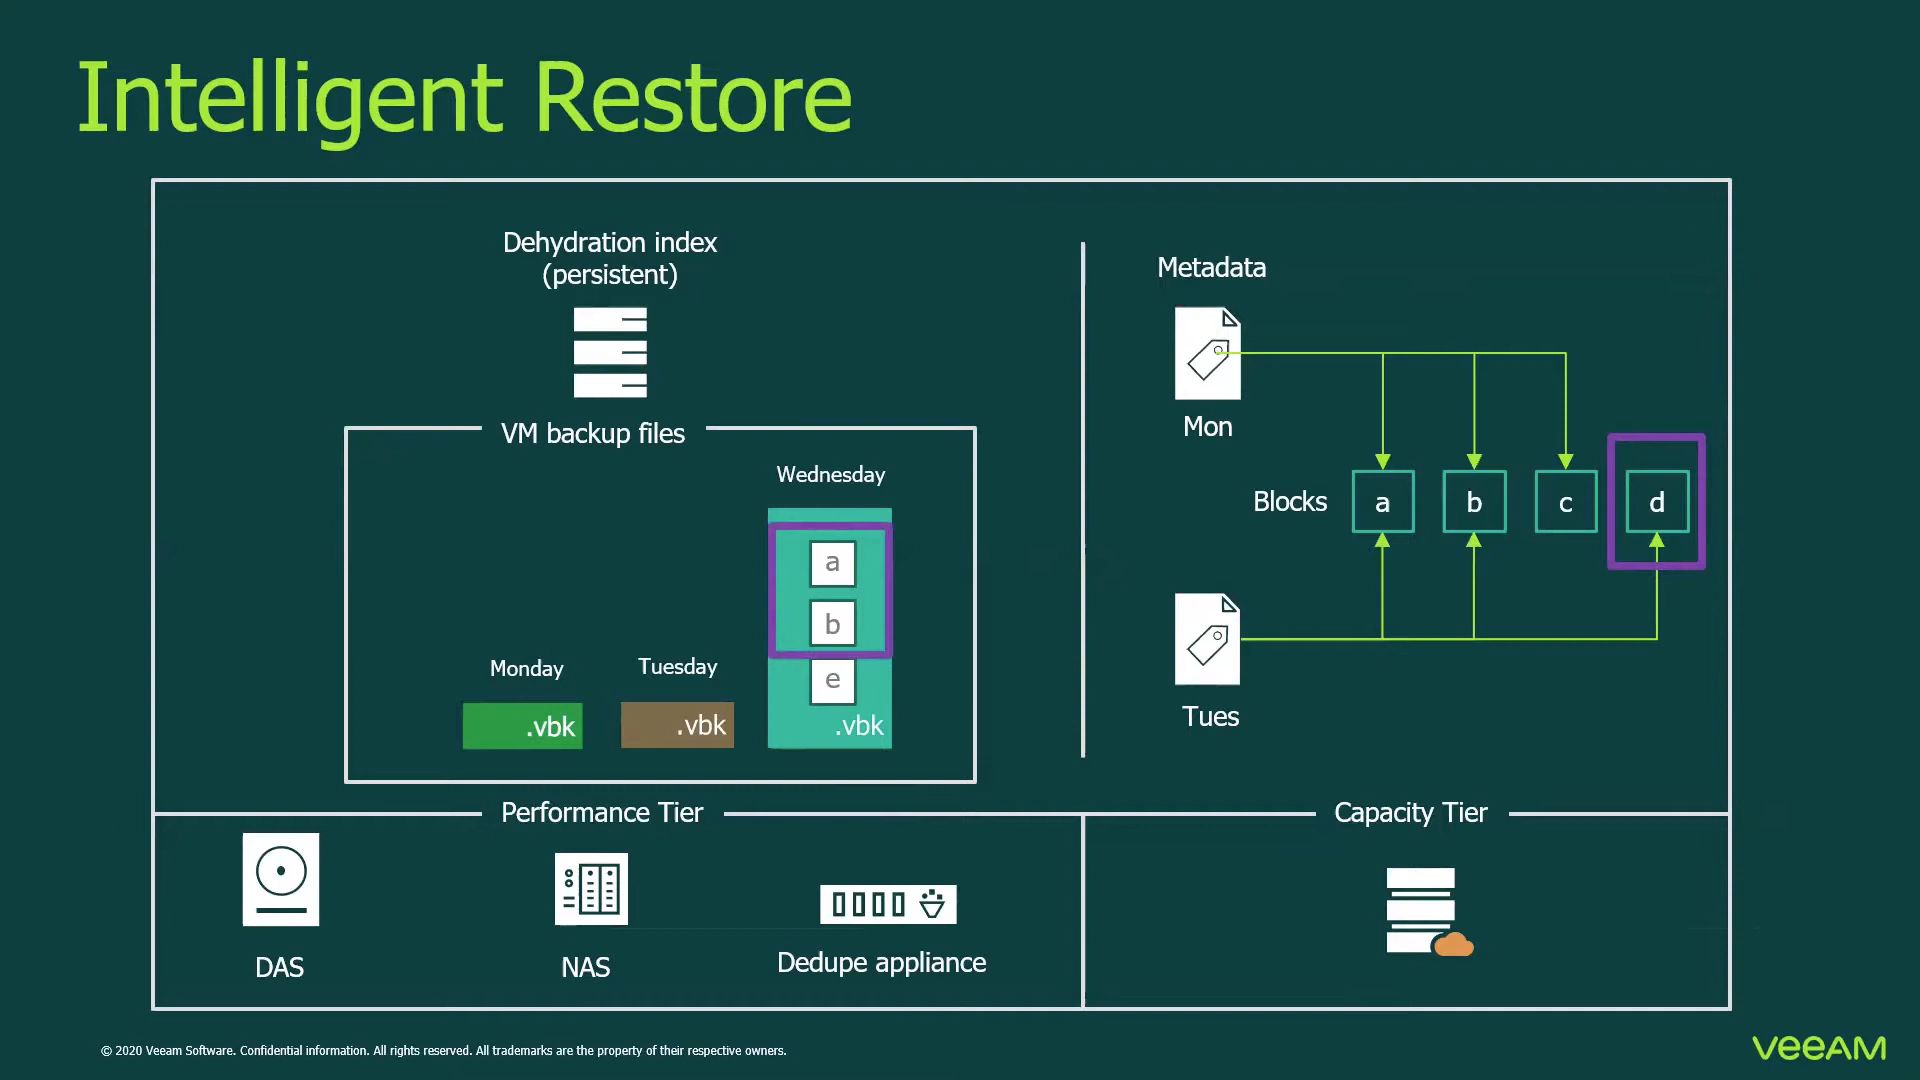 Intelligent Restore
Dehydration index
(persistent)
VM backup files
Wednesday
a
b
e
.vbk
Monday
.vbk
Tuesday
.vbk
Metadata
Mon
Blocks
a
b
c
d
Tues
Performance Tier
Capacity Tier
DAS
NAS
Dedupe appliance
© 2020 Veeam Software. Confidential information. All rights reserved. All trademarks are the property of their respective owners.
veeAM